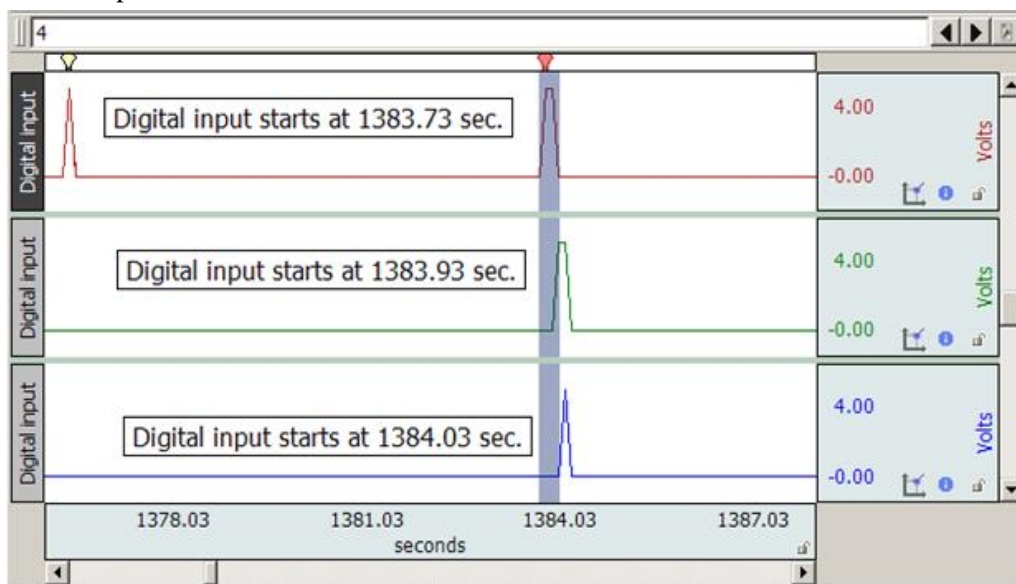 4
Digital input
Digital input starts at 1383.73 sec.
4.00
-0.00
Volts
Digital input
Digital input starts at 1383.93 sec.
4.00
-0.00
Volts
Digital input
Digital input starts at 1384.03 sec.
4.00
-0.00
Volts
1378.03 1381.03 1384.03 1387.03
seconds